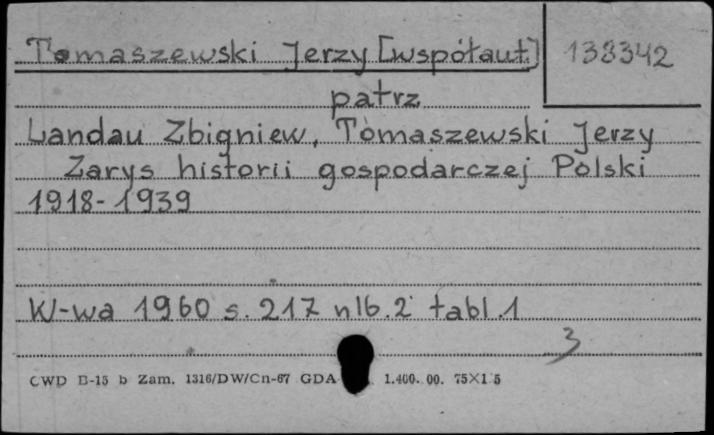 Tomaszewski Jerzy [współaut.] 138342
patrz
Landau Zbigniew, Tomaszewski Jerzy
Zarys historii gospodarczej Polski
1918-1939
W-wa 1960 s. 217 nlb. 2 tabl. 1
3
CWD B-15 b Zam. 1316/DW/Cn-67 GDA 1.400.00. 75X1 5